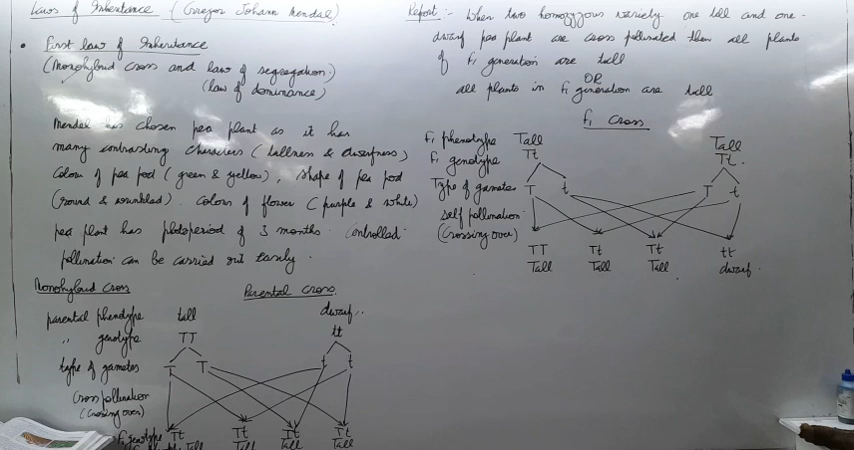 Laws of Inheritance (Gregor Johann Mendel)
• First law of Inheritance
(Monohybrid cross and law of segregation)
(law of dominance)
Mendel has chosen pea plant as it has
many contrasting characters (tallness & dwarfness)
Colour of pea pod (green & yellow), shape of pea pod
(round & wrinkled). Colour of flower (purple & white)
pea plant has photoperiod of 3 months. Controlled
pollination can be carried out easily.
Monohybrid cross Parental cross
parental phenotype tall dwarf
,, genotype TT tt
type of gametes T T t t
Cross pollination
(Crossing over)
F1 genotype Tt Tt Tt Tt
Tall Tall Tall Tall
Report:- When two homozygous variety one tall and one
dwarf pea plant are cross pollinated then all plants
of F1 generation are tall
OR
all plants in F1 generation are tall
F1 Cross
F1 phenotype Tall Tall
F1 genotype Tt Tt
Type of gametes T t T t
self pollination
(Crossing over)
TT Tt Tt tt
Tall Tall Tall dwarf